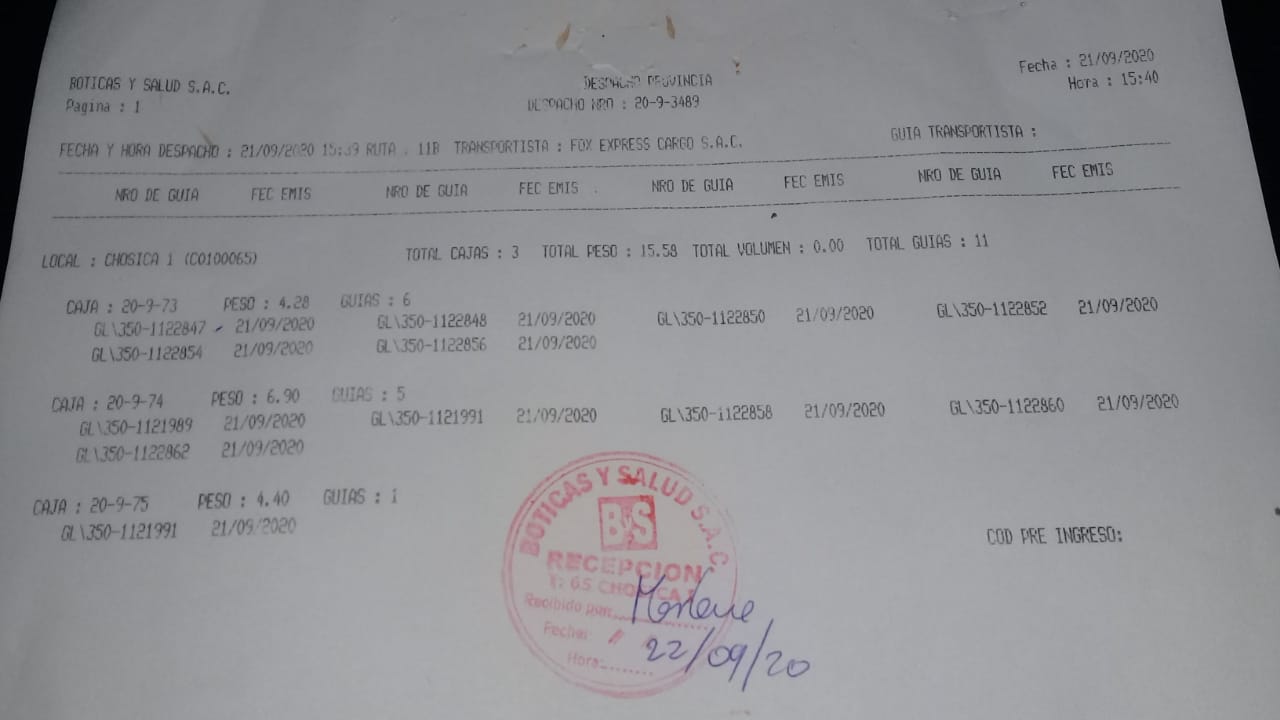 BOTICAS Y SALUD S.A.C.
Pagina : 1
DESPACHO PROVINCIA
DESPACHO NRO : 20-9-3489
Fecha : 21/09/2020
Hora : 15:40
FECHA Y HORA DESPACHO : 21/09/2020 15:39 RUTA . 11B TRANSPORTISTA : FOX EXPRESS CARGO S.A.C. GUIA TRANSPORTISTA :
NRO DE GUIA FEC EMIS NRO DE GUIA FEC EMIS NRO DE GUIA FEC EMIS NRO DE GUIA FEC EMIS
LOCAL : CHOSICA 1 (C0100065) TOTAL CAJAS : 3 TOTAL PESO : 15.58 TOTAL VOLUMEN : 0.00 TOTAL GUIAS : 11
CAJA : 20-9-73 PESO : 4.28 GUIAS : 6
GL\350-1122847 21/09/2020 GL\350-1122848 21/09/2020 GL\350-1122850 21/09/2020 GL\350-1122852 21/09/2020
GL\350-1122854 21/09/2020 GL\350-1122856 21/09/2020
CAJA : 20-9-74 PESO : 6.90 GUIAS : 5
GL\350-1121989 21/09/2020 GL\350-1121991 21/09/2020 GL\350-1122858 21/09/2020 GL\350-1122860 21/09/2020
GL\350-1122862 21/09/2020
CAJA : 20-9-75 PESO : 4.40 GUIAS : 1
GL\350-1121991 21/09/2020
COD PRE INGRESO:
BOTICAS Y SALUD S.A.C.
B&S
RECEPCION
T: 65 CHOSICA 1
Recibido por: Marlene
Fecha: 22/09/20
Hora: